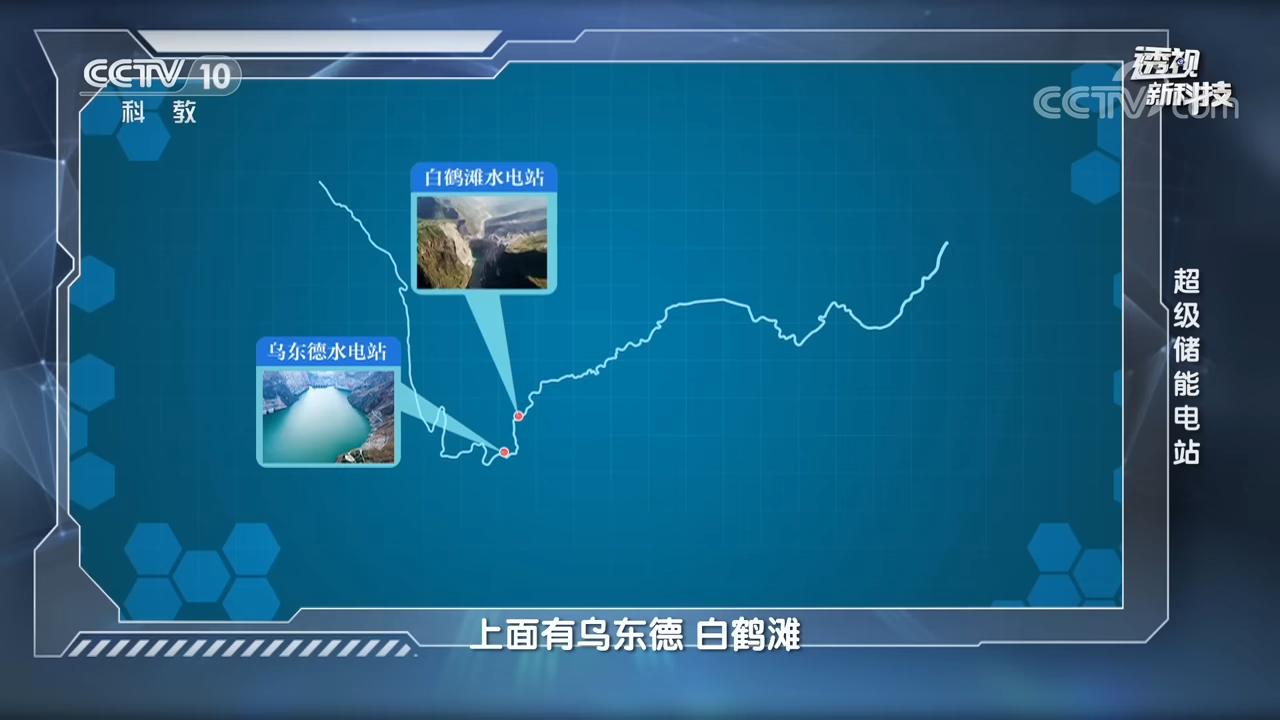 CCTV 10
科教
透视
新科技
CCTV.com
白鹤滩水电站
乌东德水电站
超级储能电站
上面有乌东德 白鹤滩